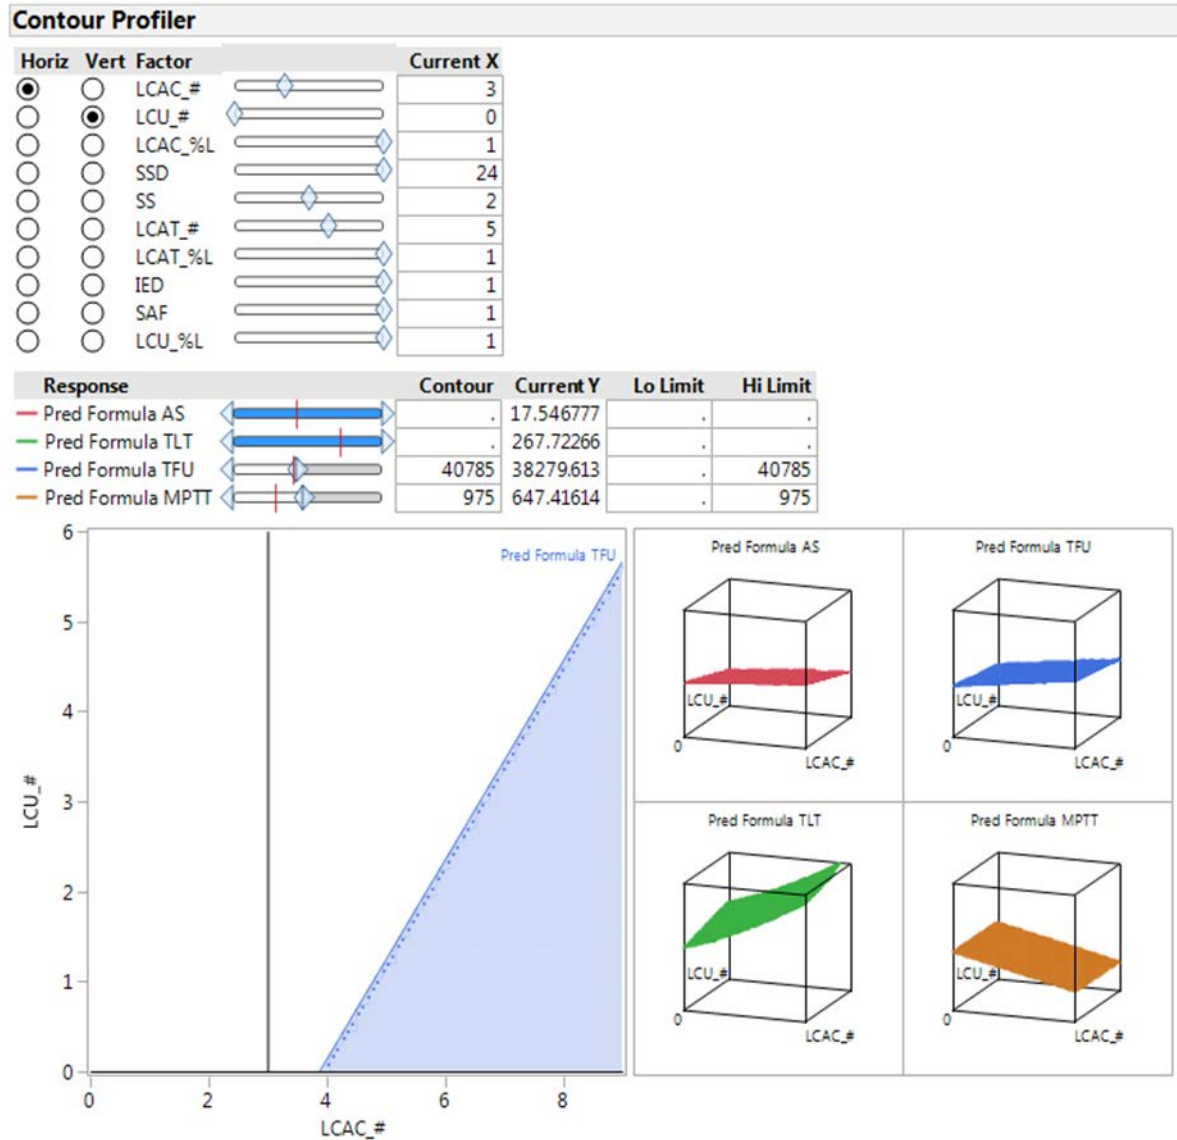 Contour Profiler
Horiz Vert Factor Current X
LCAC_# 3
LCU_# 0
LCAC_%L 1
SSD 24
SS 2
LCAT_# 5
LCAT_%L 1
IED 1
SAF 1
LCU_%L 1
Response Contour Current Y Lo Limit Hi Limit
Pred Formula AS . 17.546777 . .
Pred Formula TLT . 267.72266 . .
Pred Formula TFU 40785 38279.613 . 40785
Pred Formula MPTT 975 647.41614 . 975
6
Pred Formula TFU
5
4
LCU_#
3
2
1
0
0 2 4 6 8
LCAC_#
Pred Formula AS
LCU_#
0
LCAC_#
Pred Formula TFU
LCU_#
0
LCAC_#
Pred Formula TLT
LCU_#
0
LCAC_#
Pred Formula MPTT
LCU_#
0
LCAC_#